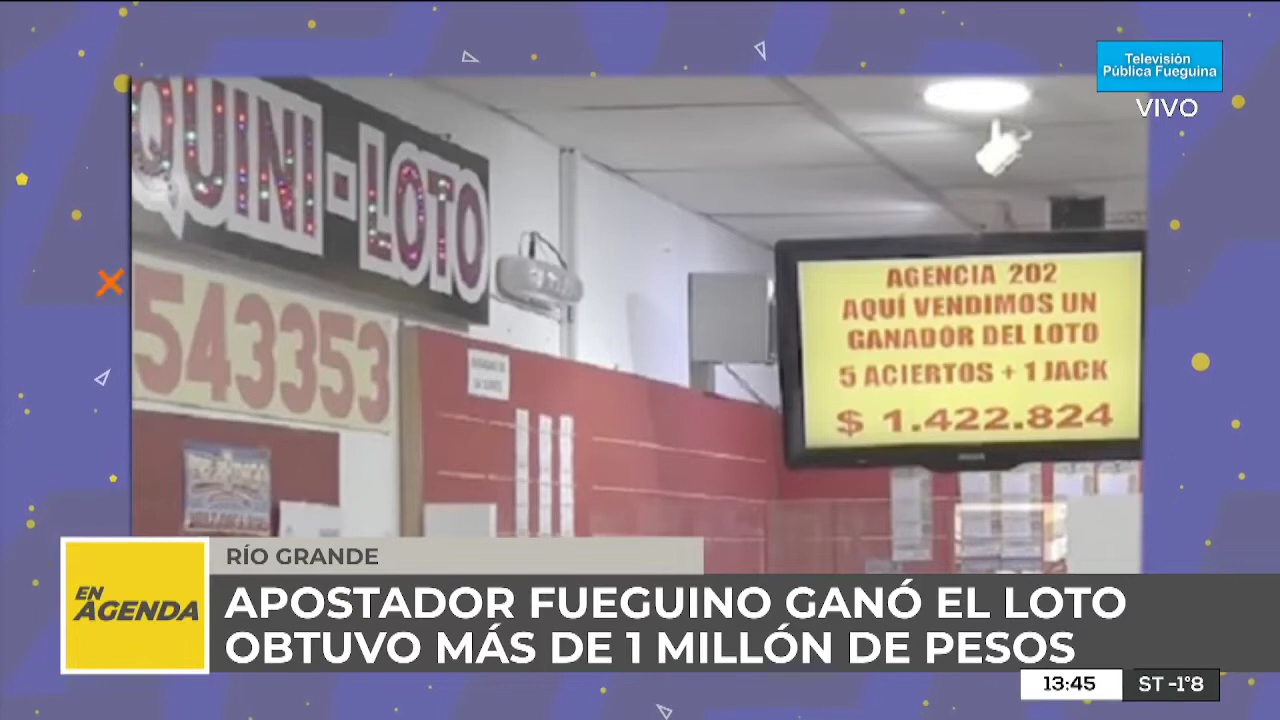 Televisión
Pública Fueguina
VIVO
QUINI-LOTO
543353
AGENCIA 202
AQUÍ VENDIMOS UN
GANADOR DEL LOTO
5 ACIERTOS + 1 JACK
$ 1.422.824
RÍO GRANDE
EN
AGENDA
APOSTADOR FUEGUINO GANÓ EL LOTO
OBTUVO MÁS DE 1 MILLÓN DE PESOS
13:45
ST -1°8